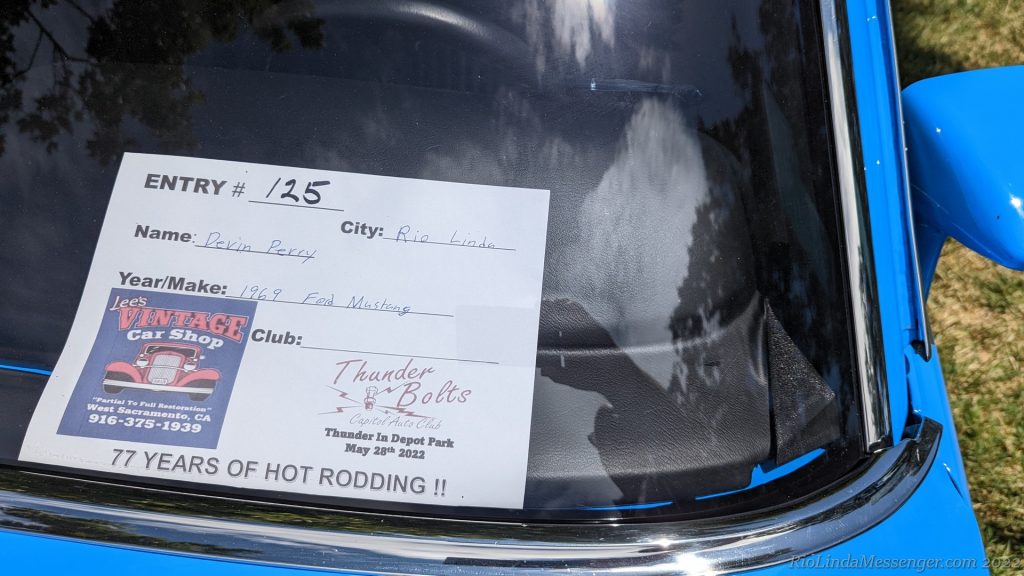 ENTRY # 125
Name: Devin Perry
City: Rio Linda
Year/Make: 1969 Ford Mustang
Lee's
VINTAGE
Car Shop
"Partial To Full Restoration"
West Sacramento, CA
916-375-1939
Club:
Thunder
Bolts
Capitol Auto Club
Thunder In Depot Park
May 28th 2022
77 YEARS OF HOT RODDING !!
RioLindaMessenger.com 2022